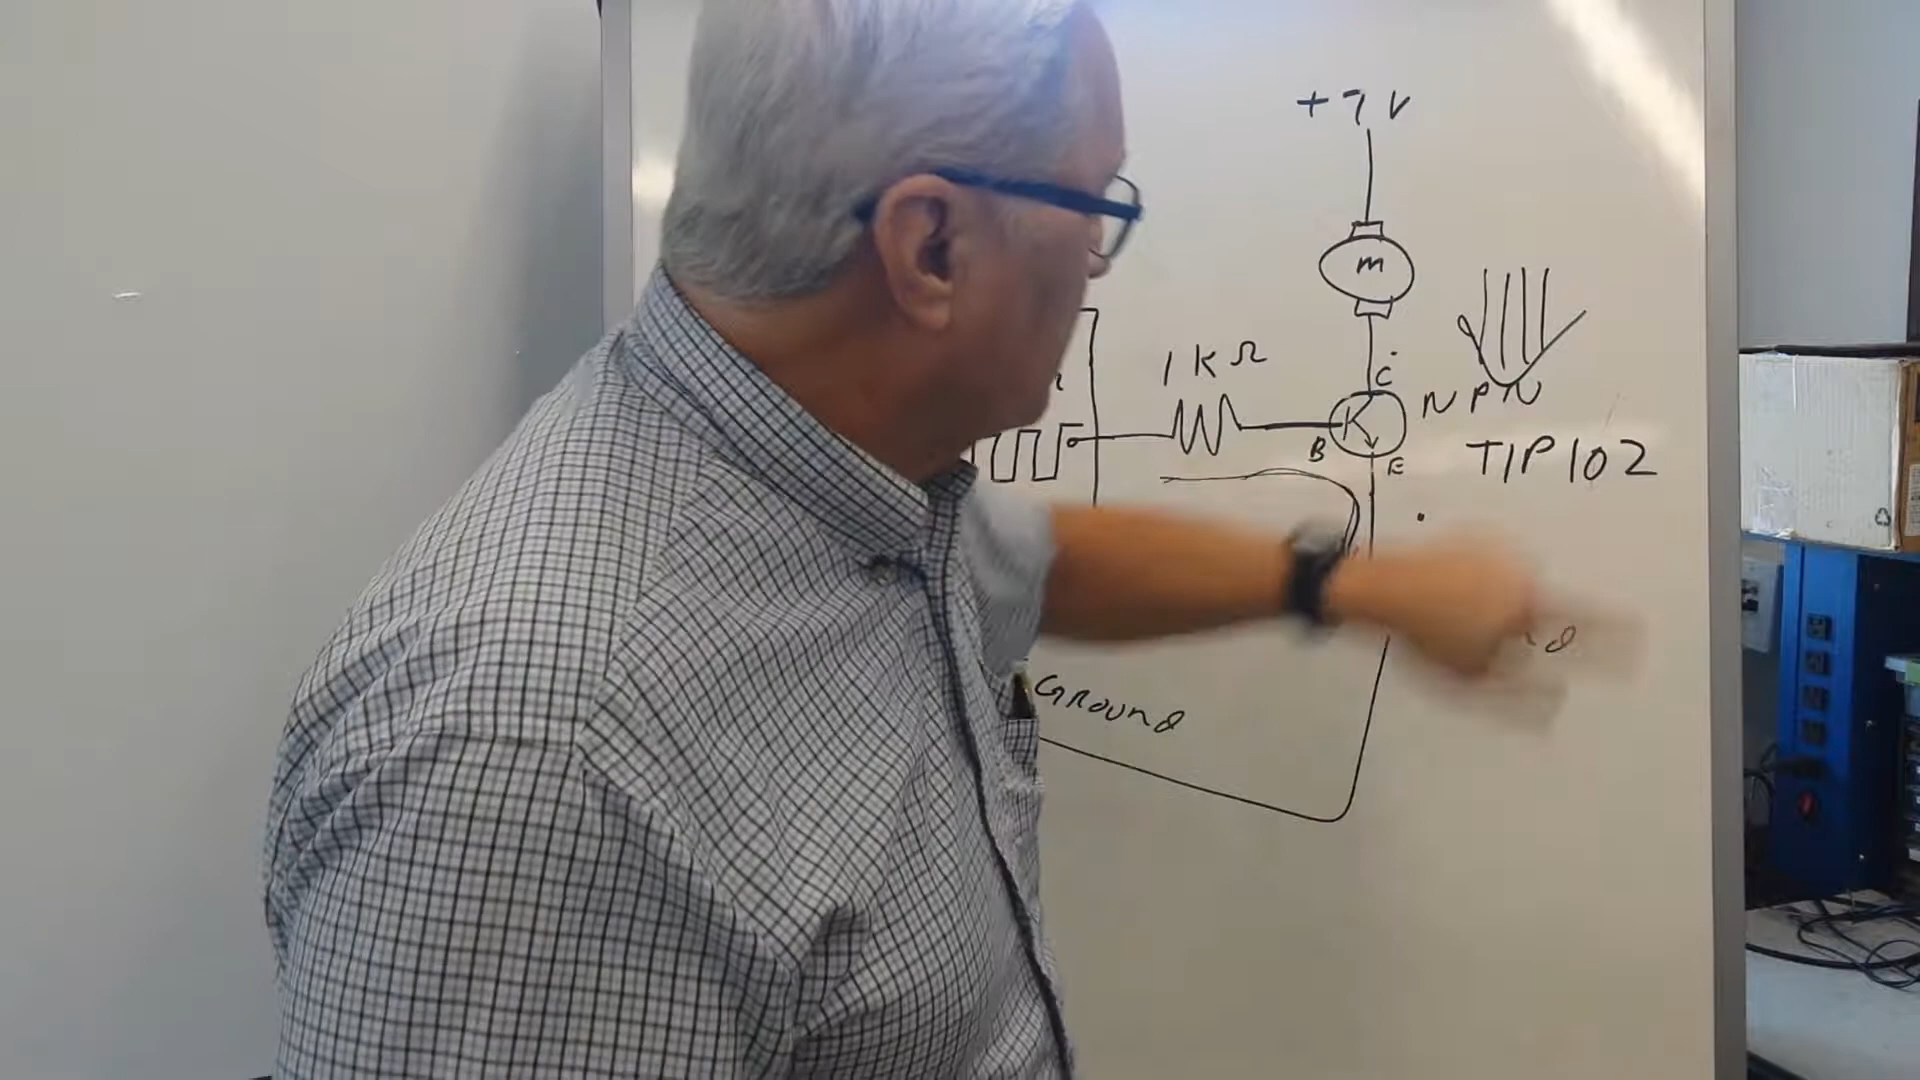 +7V
m
1KΩ
C
NPN
B
E
TIP102
Ground